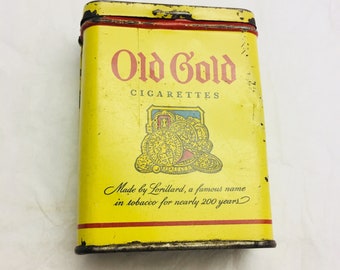 Old Gold
CIGARETTES
Made by Lorillard, a famous name
in tobacco for nearly 200 years